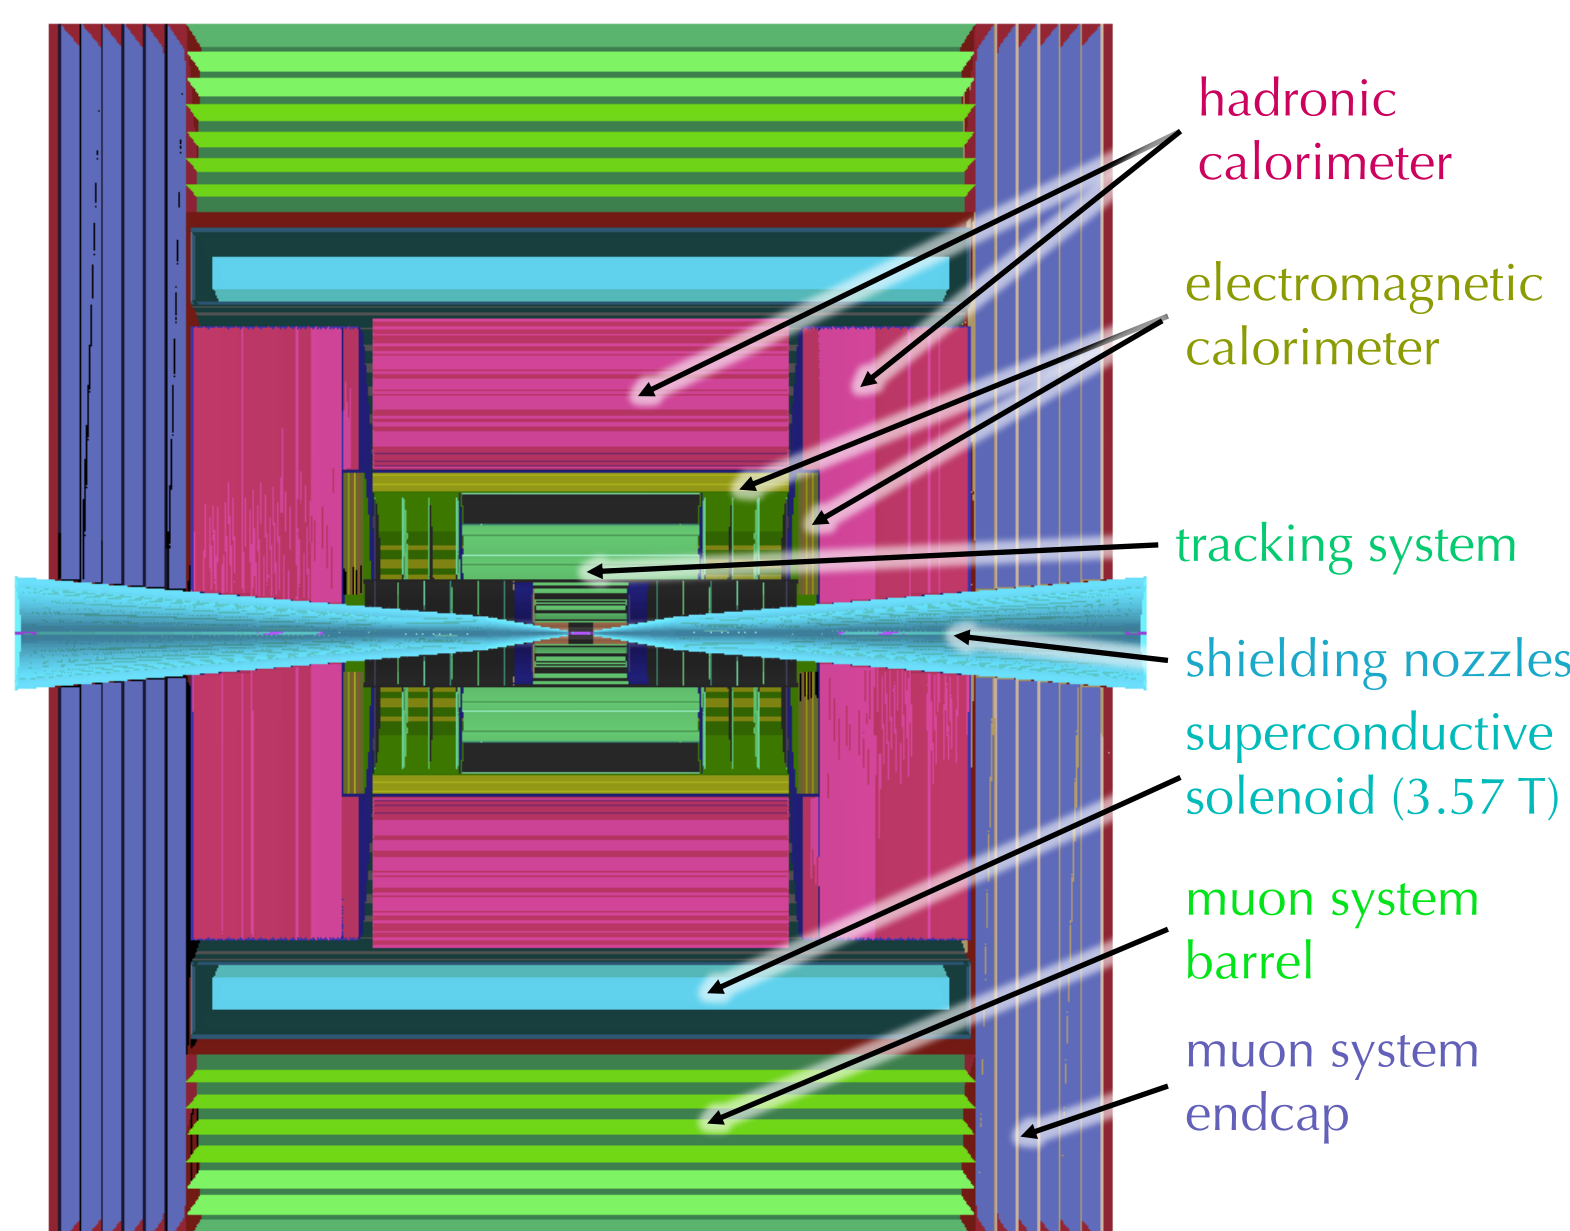 hadronic
calorimeter
electromagnetic
calorimeter
tracking system
shielding nozzles
superconductive
solenoid (3.57 T)
muon system
barrel
muon system
endcap